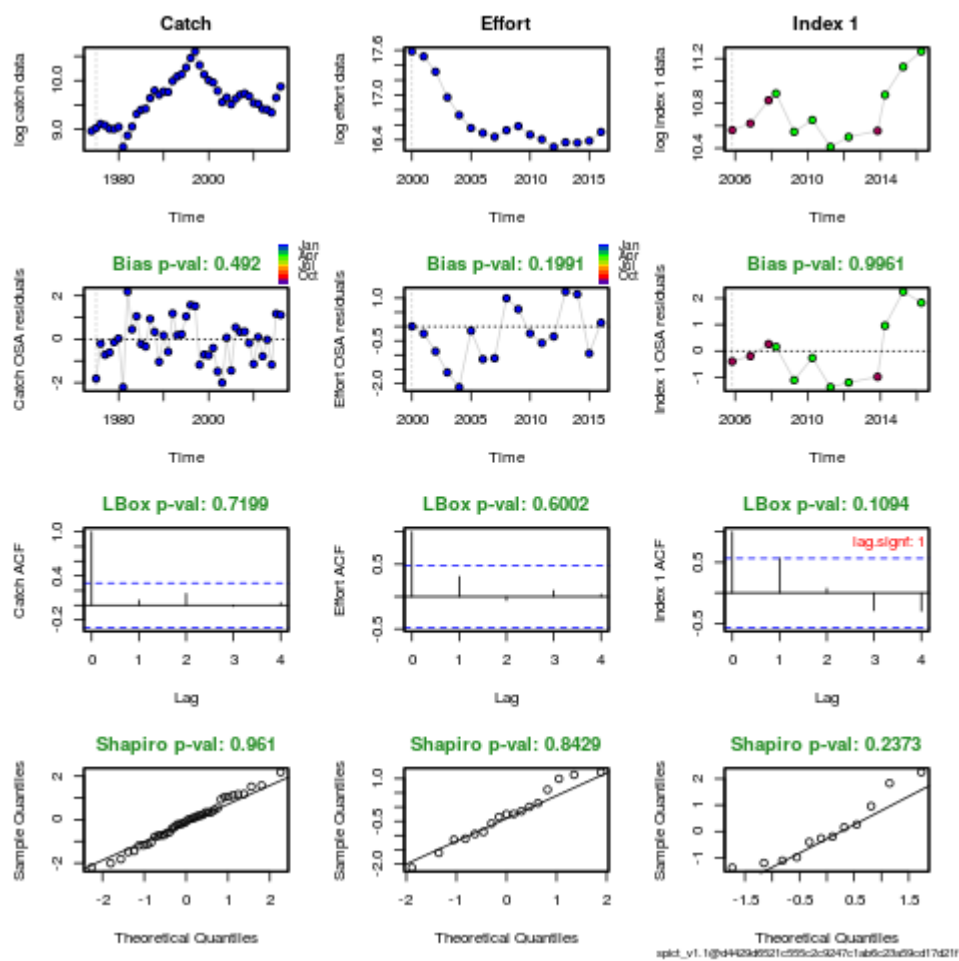 Catch Effort Index 1
log catch data
9.0 10.0
1980 2000
Time
log effort data
16.4 17.0 17.6
2000 2005 2010 2015
Time
log index 1 data
10.4 10.8 11.2
2006 2010 2014
Time
Jan
Apr
Jul
Oct
Jan
Apr
Jul
Oct
Bias p-val: 0.492 Bias p-val: 0.1991 Bias p-val: 0.9961
Catch OSA residuals
-2 0 2
1980 2000
Time
Effort OSA residuals
-2.0 -0.5 1.0
2000 2005 2010 2015
Time
Index 1 OSA residuals
-1 0 1 2
2006 2010 2014
Time
LBox p-val: 0.7199 LBox p-val: 0.6002 LBox p-val: 0.1094
Catch ACF
-0.2 0.4 1.0
0 1 2 3 4
Lag
Effort ACF
-0.5 0.5
0 1 2 3 4
Lag
Index 1 ACF
-0.5 0.5
lag.signf: 1
0 1 2 3 4
Lag
Shapiro p-val: 0.961 Shapiro p-val: 0.8429 Shapiro p-val: 0.2373
Sample Quantiles
-2 0 2
-2 -1 0 1 2
Theoretical Quantiles
Sample Quantiles
-2.0 -0.5 1.0
-2 -1 0 1 2
Theoretical Quantiles
Sample Quantiles
-1 0 1 2
-1.5 -0.5 0.5 1.5
Theoretical Quantiles